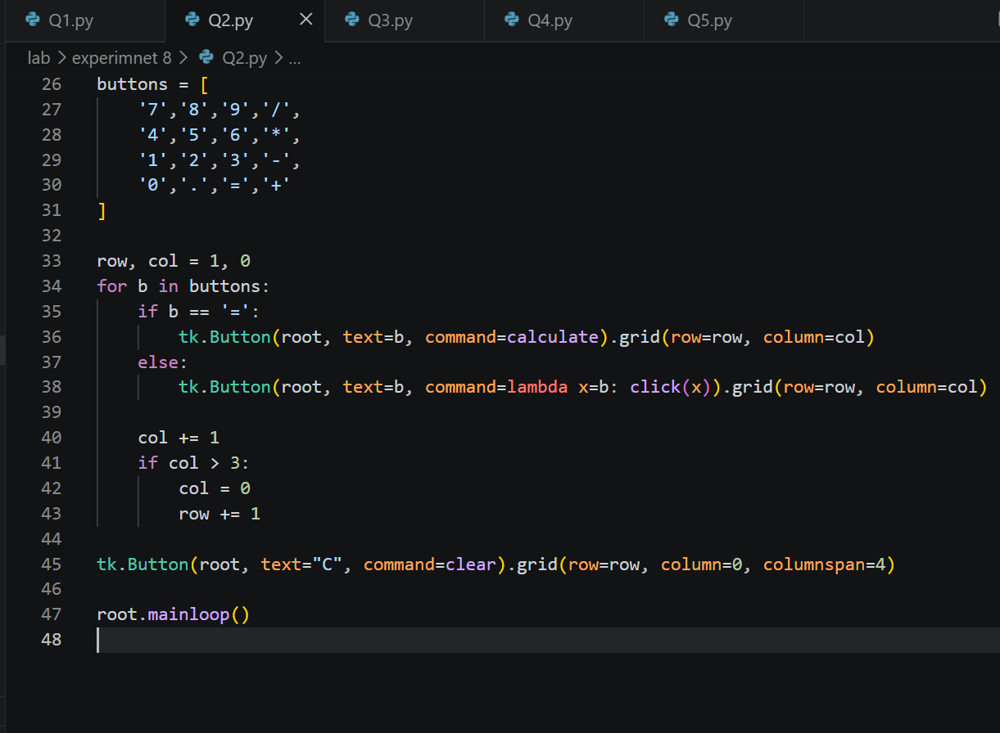 Q1.py Q2.py Q3.py Q4.py Q5.py
lab > experimnet 8 > Q2.py > ...
26 buttons = [
27     '7','8','9','/',
28     '4','5','6','*',
29     '1','2','3','-',
30     '0','.','=','+'
31 ]
32
33 row, col = 1, 0
34 for b in buttons:
35     if b == '=':
36         tk.Button(root, text=b, command=calculate).grid(row=row, column=col)
37     else:
38         tk.Button(root, text=b, command=lambda x=b: click(x)).grid(row=row, column=col)
39
40     col += 1
41     if col > 3:
42         col = 0
43         row += 1
44
45 tk.Button(root, text="C", command=clear).grid(row=row, column=0, columnspan=4)
46
47 root.mainloop()
48